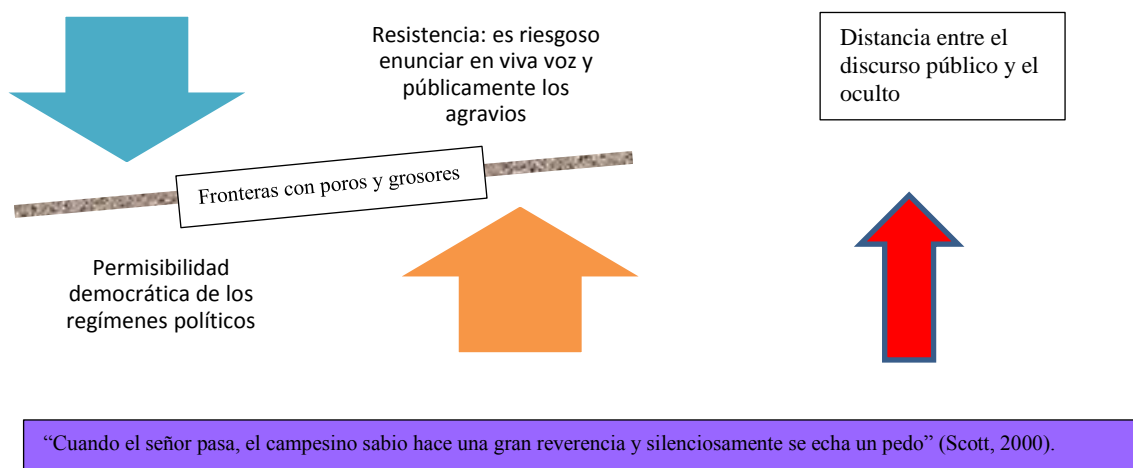 Resistencia: es riesgoso
enunciar en viva voz y
públicamente los
agravios
Distancia entre el
discurso público y el
oculto
Fronteras con poros y grosores
Permisibilidad
democrática de los
regímenes políticos
“Cuando el señor pasa, el campesino sabio hace una gran reverencia y silenciosamente se echa un pedo” (Scott, 2000).